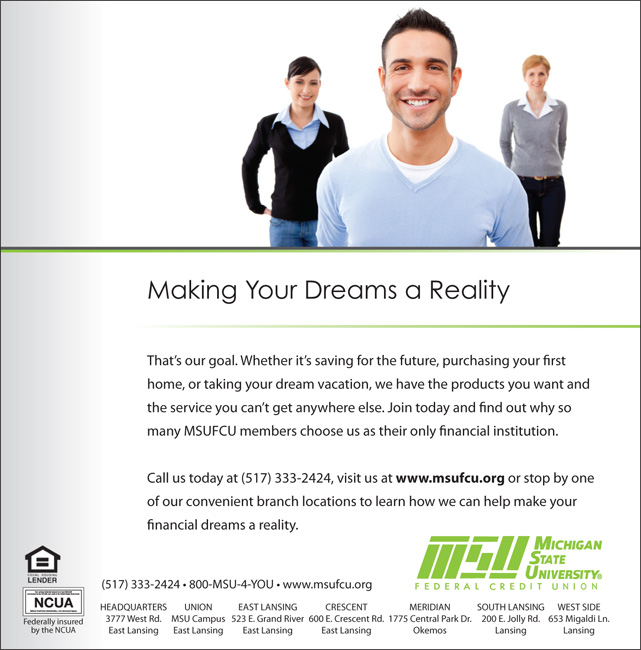 Making Your Dreams a Reality
That's our goal. Whether it's saving for the future, purchasing your first
home, or taking your dream vacation, we have the products you want and
the service you can't get anywhere else. Join today and find out why so
many MSUFCU members choose us as their only financial institution.
Call us today at (517) 333-2424, visit us at www.msufcu.org or stop by one
of our convenient branch locations to learn how we can help make your
financial dreams a reality.
MSU MICHIGAN
STATE
UNIVERSITY®
FEDERAL CREDIT UNION
EQUAL HOUSING
LENDER
NCUA
Federally insured
by the NCUA
(517) 333-2424 • 800-MSU-4-YOU • www.msufcu.org
HEADQUARTERS UNION EAST LANSING CRESCENT MERIDIAN SOUTH LANSING WEST SIDE
3777 West Rd. MSU Campus 523 E. Grand River 600 E. Crescent Rd. 1775 Central Park Dr. 200 E. Jolly Rd. 653 Migaldi Ln.
East Lansing East Lansing East Lansing East Lansing Okemos Lansing Lansing